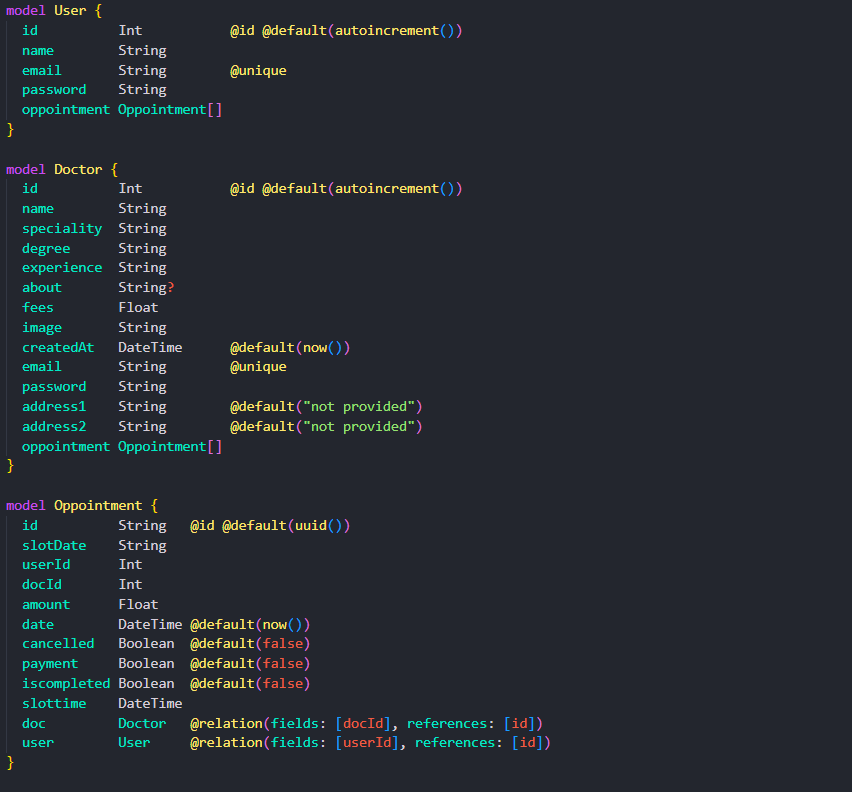 model User {
  id          Int           @id @default(autoincrement())
  name        String
  email       String        @unique
  password    String
  oppointment Oppointment[]
}

model Doctor {
  id          Int           @id @default(autoincrement())
  name        String
  speciality  String
  degree      String
  experience  String
  about       String?
  fees        Float
  image       String
  createdAt   DateTime      @default(now())
  email       String        @unique
  password    String
  address1    String        @default("not provided")
  address2    String        @default("not provided")
  oppointment Oppointment[]
}

model Oppointment {
  id          String   @id @default(uuid())
  slotDate    String
  userId      Int
  docId       Int
  amount      Float
  date        DateTime @default(now())
  cancelled   Boolean  @default(false)
  payment     Boolean  @default(false)
  iscompleted Boolean  @default(false)
  slottime    DateTime
  doc         Doctor   @relation(fields: [docId], references: [id])
  user        User     @relation(fields: [userId], references: [id])
}